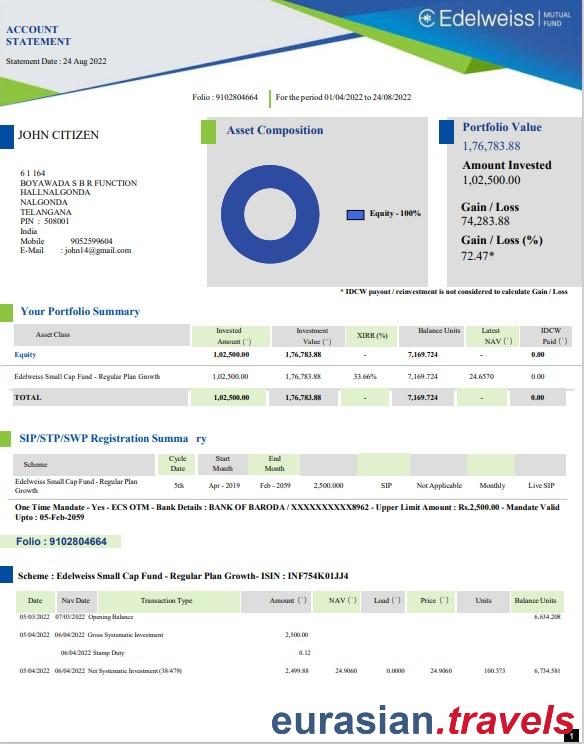 ACCOUNT
STATEMENT
Statement Date : 24 Aug 2022
Edelweiss MUTUAL FUND
Folio : 9102804664 For the period 01/04/2022 to 24/08/2022
JOHN CITIZEN
6 1 164
BOYAWADA S B R FUNCTION
HALLNALGONDA
NALGONDA
TELANGANA
PIN : 508001
India
Mobile 9052599604
E-Mail : john14@gmail.com
Asset Composition
Equity - 100%
Portfolio Value
1,76,783.88
Amount Invested
1,02,500.00
Gain / Loss
74,283.88
Gain / Loss (%)
72.47*
* IDCW payout / reinvestment is not considered to calculate Gain / Loss
Your Portfolio Summary
Asset Class Invested Amount (`) Investment Value (`) XIRR (%) Balance Units Latest NAV (`) IDCW Paid (`)
Equity 1,02,500.00 1,76,783.88 - 7,169.724 - 0.00
Edelweiss Small Cap Fund - Regular Plan Growth 1,02,500.00 1,76,783.88 33.66% 7,169.724 24.6570 0.00
TOTAL 1,02,500.00 1,76,783.88 - 7,169.724 - 0.00
SIP/STP/SWP Registration Summa ry
Scheme Cycle Date Start Month End Month
Edelweiss Small Cap Fund - Regular Plan Growth 5th Apr - 2019 Feb - 2059 2,500.000 SIP Not Applicable Monthly Live SIP
One Time Mandate - Yes - ECS OTM - Bank Details : BANK OF BARODA / XXXXXXXXXX8962 - Upper Limit Amount : Rs.2,500.00 - Mandate Valid
Upto : 05-Feb-2059
Folio : 9102804664
Scheme : Edelweiss Small Cap Fund - Regular Plan Growth- ISIN : INF754K01JJ4
Date Nav Date Transaction Type Amount (`) NAV (`) Load (`) Price (`) Units Balance Units
05/03/2022 07/03/2022 Opening Balance 6,634.208
05/04/2022 06/04/2022 Gross Systematic Investment 2,500.00
06/04/2022 Stamp Duty 0.12
05/04/2022 06/04/2022 Net Systematic Investment (38/479) 2,499.88 24.9060 0.0000 24.9060 100.373 6,734.581
eurasian.travels
1